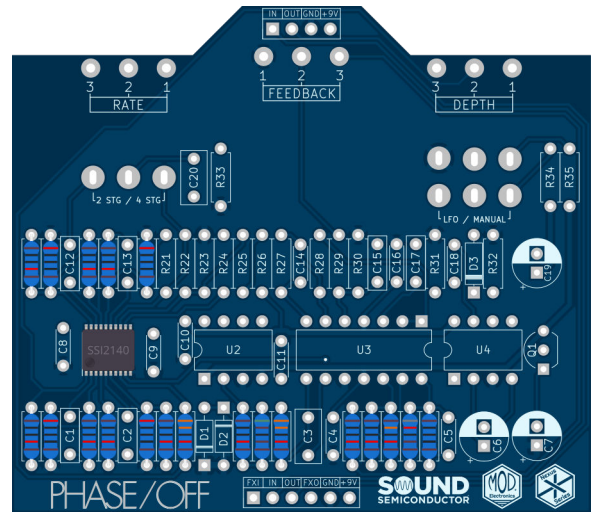 IN OUT GND +9V
3 2 1
RATE
1 2 3
FEEDBACK
3 2 1
DEPTH
2 STG / 4 STG
C20
R33
LFO / MANUAL
R34
R35
C12
C13
R21
R22
R23
R24
R25
R26
R27
C14
R28
R29
R30
C15
C16
C17
R31
C18
D3
R32
C19
+
C8
SSI2140
C9
C10
U2
C11
U3
U4
Q1
C1
C2
D1
D2
C3
C4
C5
C6
+
C7
+
PHASE/OFF
FXI IN OUT FXO GND +9V
SOUND
SEMICONDUCTOR
MOD.
Electronics
Nexus
Series